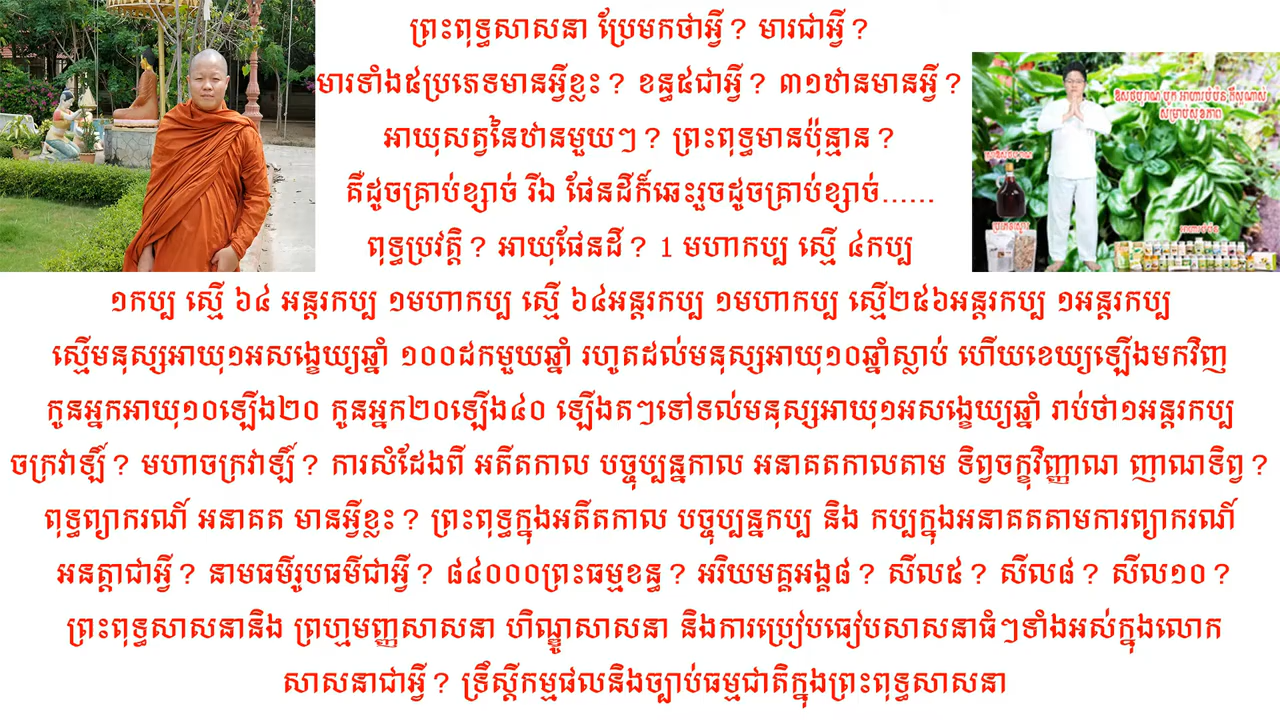 ព្រះពុទ្ធសាសនា ប្រែមកថាអ្វី ? មារជាអ្វី ?
មារទាំង៥ប្រភេទមានអ្វីខ្លះ ? ខន្ធ៥ជាអ្វី ? ៣១ឋានមានអ្វី ?
អាយុសត្វនៃឋានមួយៗ ? ព្រះពុទ្ធមានប៉ុន្មាន ?
គឺដូចគ្រាប់ខ្សាច់ រីឯ ផែនដីក៏ឆេះរួចដូចគ្រាប់ខ្សាច់......
ពុទ្ធប្រវត្តិ ? អាយុផែនដី ? 1 មហាកប្ប ស្មើ ៤កប្ប
ឱសថបុរាណ
សម្រាប់សុខភាព
១កប្ប ស្មើ ៦៤ អន្តរកប្ប ១មហាកប្ប ស្មើ ៦៤អន្តរកប្ប ១មហាកប្ប ស្មើ២៥៦អន្តរកប្ប ១អន្តរកប្ប
ស្មើមនុស្សអាយុ១អសង្ខេយ្យឆ្នាំ ១០០ដកមួយឆ្នាំ រហូតដល់មនុស្សអាយុ១០ឆ្នាំស្លាប់ ហើយខេយ្យឡើងមកវិញ
កូនអ្នកអាយុ១០ឡើង២០ កូនអ្នក២០ឡើង៤០ ឡើងតៗទៅទល់មនុស្សអាយុ១អសង្ខេយ្យឆ្នាំ រាប់ថា១អន្តរកប្ប
ចក្រវាឡិ៍ ? មហាចក្រវាឡិ៍ ? ការសំដែងពី អតីតកាល បច្ចុប្បន្នកាល អនាគតកាលតាម ទិព្វចក្ខុវិញ្ញាណ ញាណទិព្វ ?
ពុទ្ធព្យាករណ៍ អនាគត មានអ្វីខ្លះ ? ព្រះពុទ្ធក្នុងអតីតកាល បច្ចុប្បន្នកប្ប និង កប្បក្នុងអនាគតតាមការព្យាករណ៍
អនត្តាជាអ្វី ? នាមធម៌រូបធម៌ជាអ្វី ? ៨៤០០០ព្រះធម្មខន្ធ ? អរិយមគ្គអង្គ៨ ? សីល៥ ? សីល៨ ? សីល១០ ?
ព្រះពុទ្ធសាសនានិង ព្រហ្មមញ្ញសាសនា ហិណ្ឌូសាសនា និងការប្រៀបធៀបសាសនាធំៗទាំងអស់ក្នុងលោក
សាសនាជាអ្វី ? ទ្រឹស្តីកម្មផលនិងច្បាប់ធម្មជាតិក្នុងព្រះពុទ្ធសាសនា